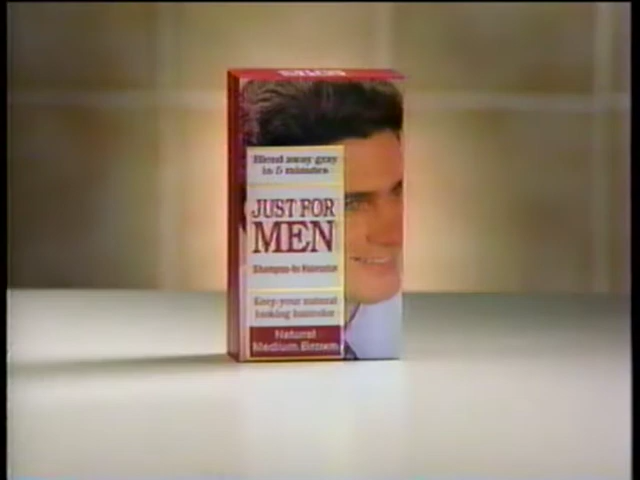 Blend away gray
in 5 minutes
JUST FOR
MEN
Shampoo-In Haircolor
Keep your natural
looking haircolor
Natural
Medium Brown